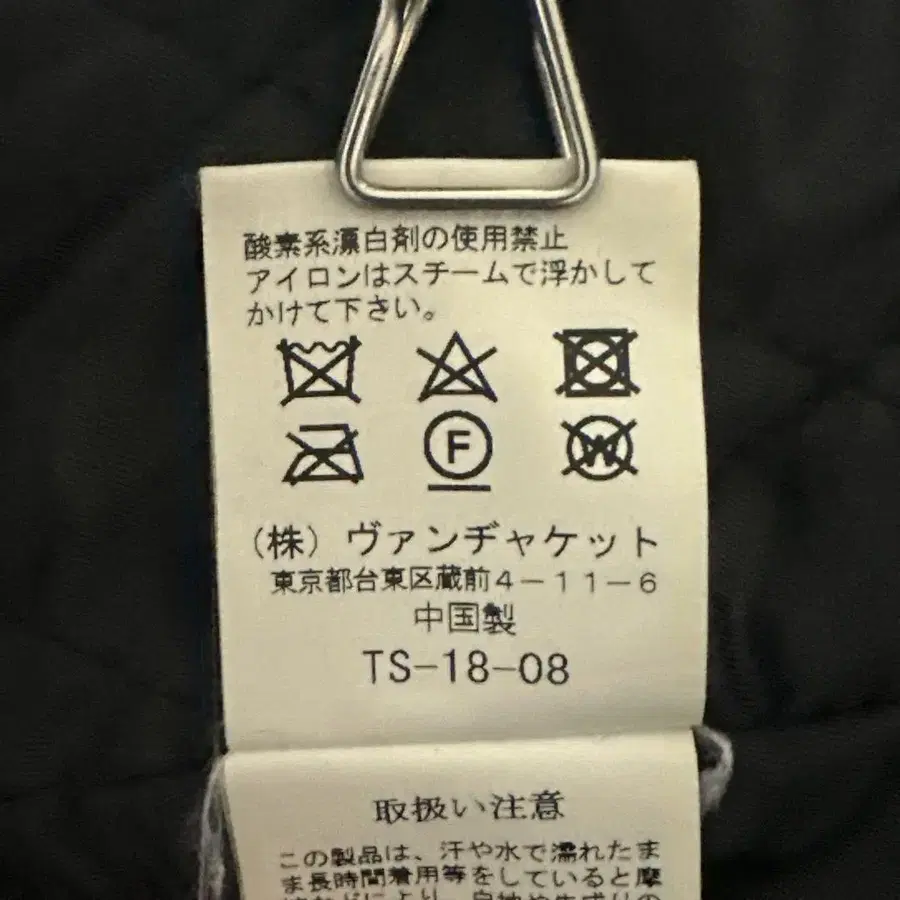 酸素系漂白剤の使用禁止
アイロンはスチームで浮かして
かけて下さい。
F
W
（株）ヴァンヂャケット
東京都台東区蔵前4－11－6
中国製
TS-18-08
取扱い注意
この製品は、汗や水で濡れたま
ま長時間着用等をしていると摩